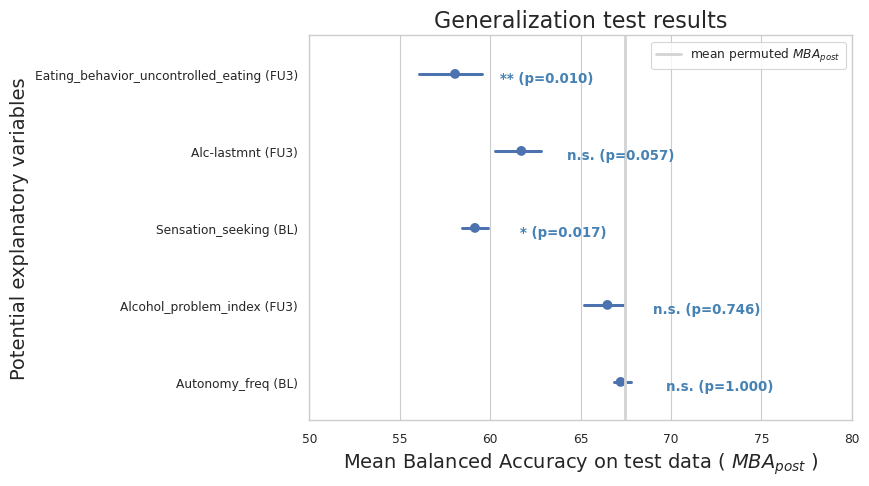 Generalization test results
mean permuted MBA_post
Potential explanatory variables
Eating_behavior_uncontrolled_eating (FU3)
** (p=0.010)
Alc-lastmnt (FU3)
n.s. (p=0.057)
Sensation_seeking (BL)
* (p=0.017)
Alcohol_problem_index (FU3)
n.s. (p=0.746)
Autonomy_freq (BL)
n.s. (p=1.000)
50 55 60 65 70 75 80
Mean Balanced Accuracy on test data ( MBA_post )